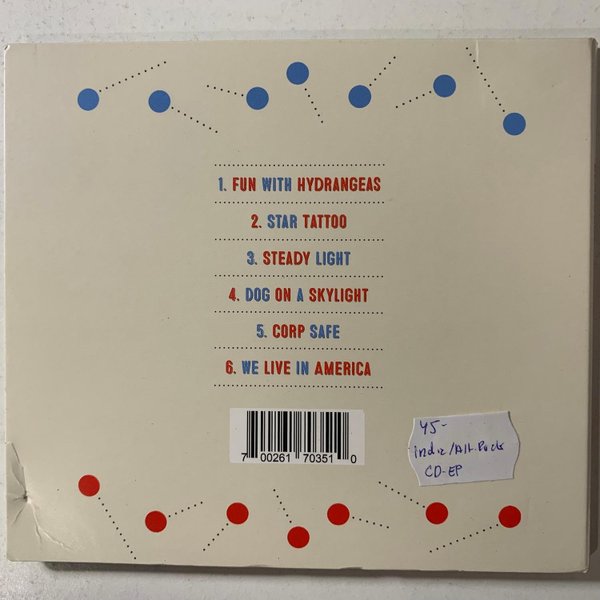 1. FUN WITH HYDRANGEAS
2. STAR TATTOO
3. STEADY LIGHT
4. DOG ON A SKYLIGHT
5. CORP SAFE
6. WE LIVE IN AMERICA
7 00261 70351 0
45-
Indie/Alt.
CD-EP